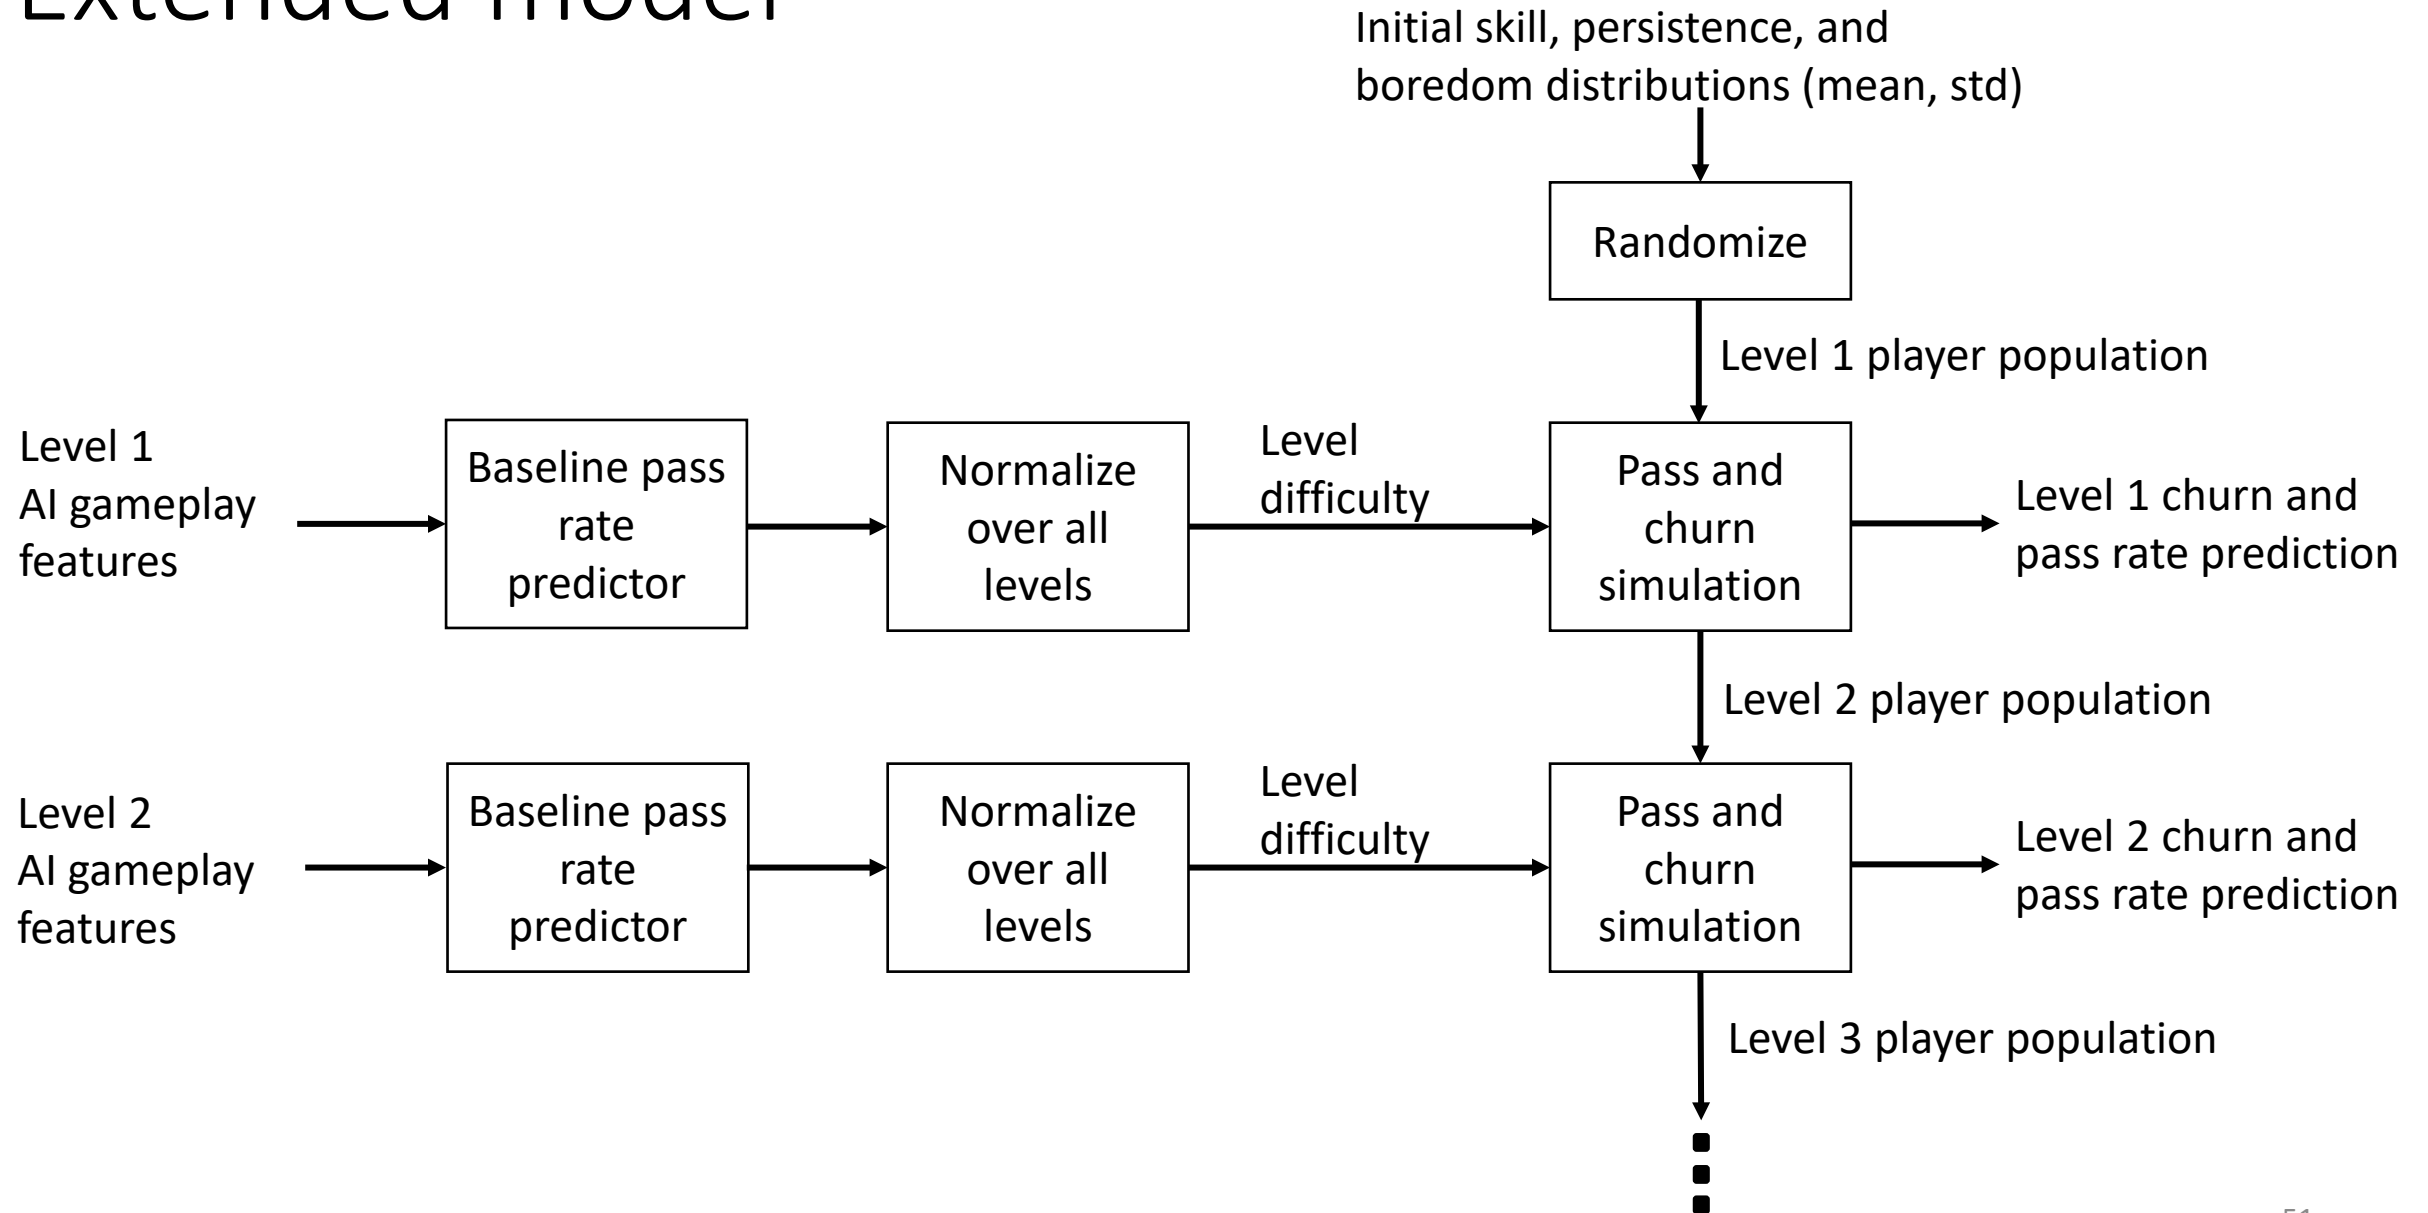 Extended model
Initial skill, persistence, and
boredom distributions (mean, std)
Randomize
Level 1 player population
Level 1
AI gameplay
features
Baseline pass
rate
predictor
Normalize
over all
levels
Level
difficulty
Pass and
churn
simulation
Level 1 churn and
pass rate prediction
Level 2 player population
Level 2
AI gameplay
features
Baseline pass
rate
predictor
Normalize
over all
levels
Level
difficulty
Pass and
churn
simulation
Level 2 churn and
pass rate prediction
Level 3 player population